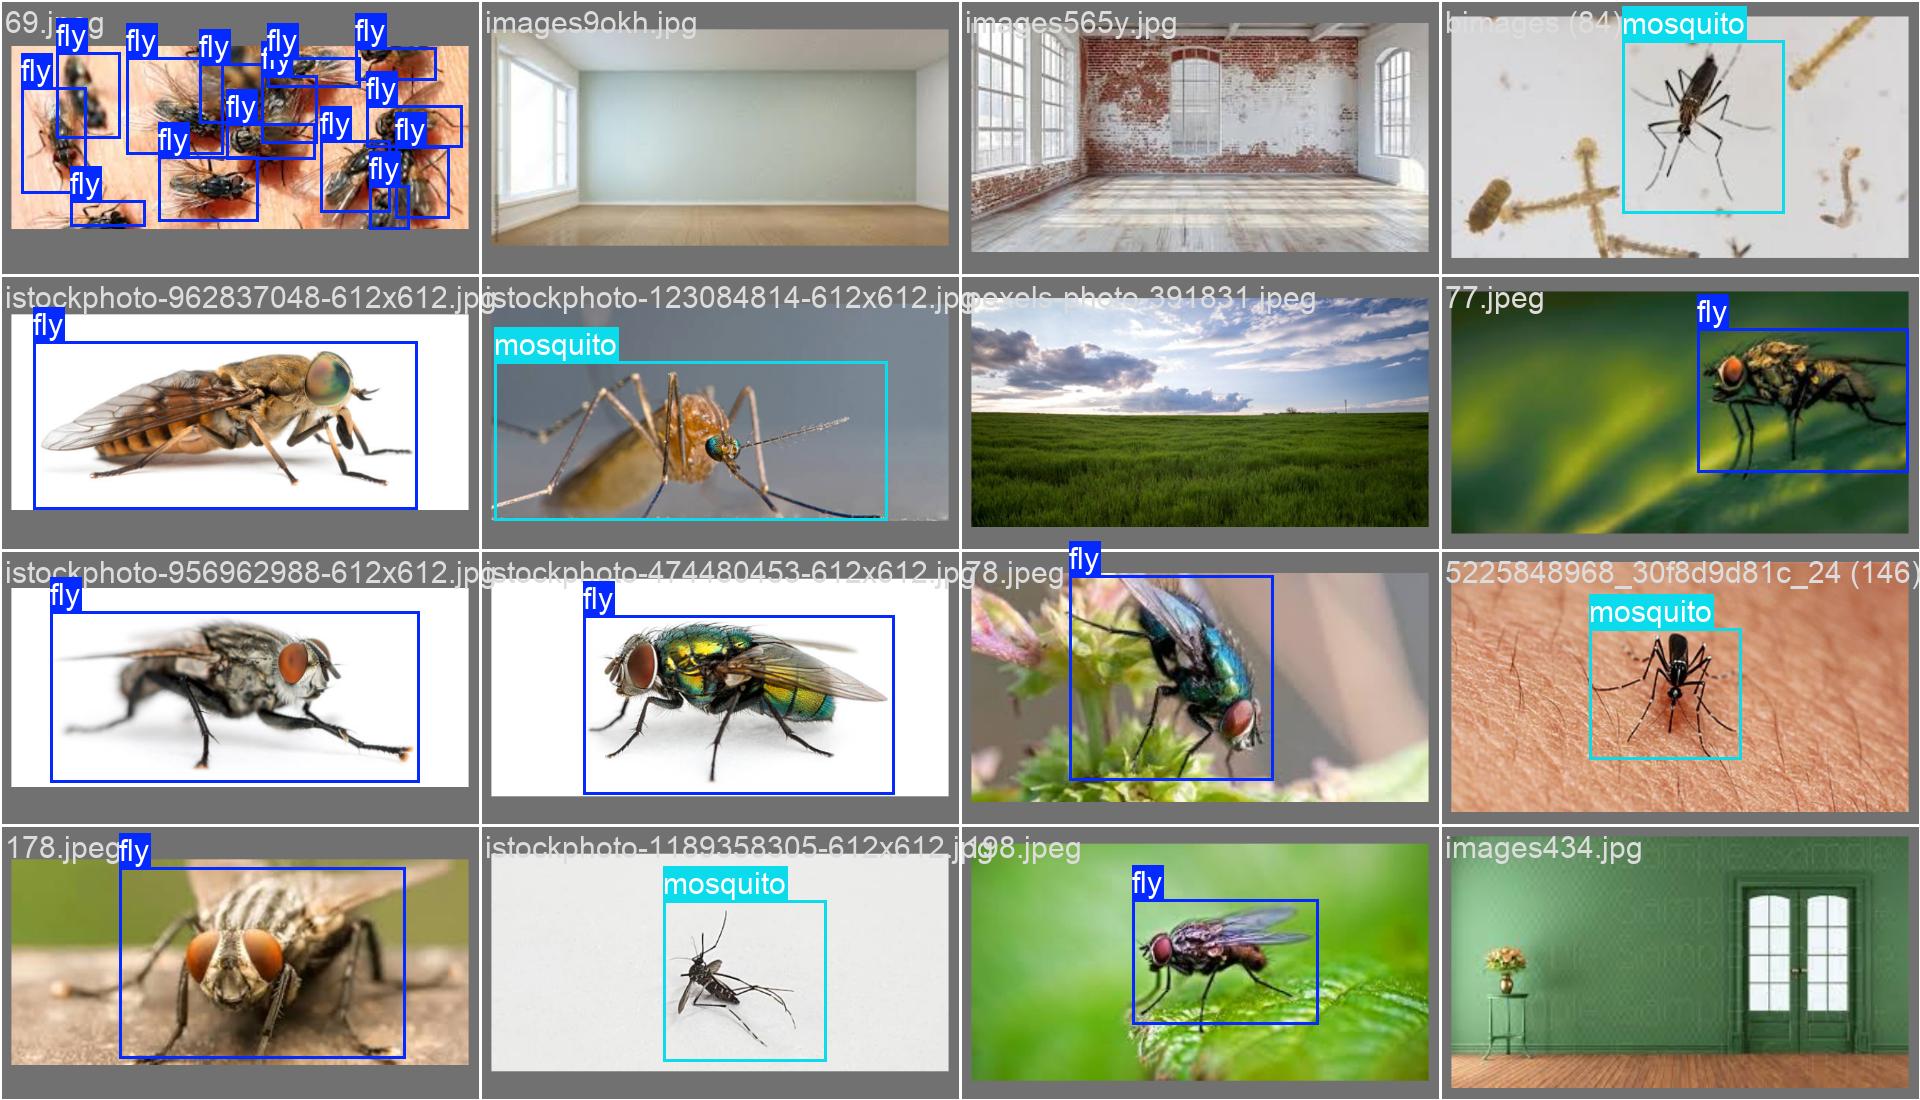 69.jpeg
fly
fly
fly
fly
fly
fly
fly
fly
fly
fly
fly
fly
fly
fly
images9okh.jpg
images565y.jpg
bimages (84)
mosquito
istockphoto-962837048-612x612.jpg
fly
istockphoto-123084814-612x612.jpg
mosquito
pexels-photo-391831.jpeg
77.jpeg
fly
istockphoto-956962988-612x612.jpg
fly
istockphoto-474480453-612x612.jpg
fly
78.jpeg
fly
5225848968_30f8d9d81c_24 (146)
mosquito
178.jpeg
fly
istockphoto-1189358305-612x612.jpg
mosquito
198.jpeg
fly
images434.jpg